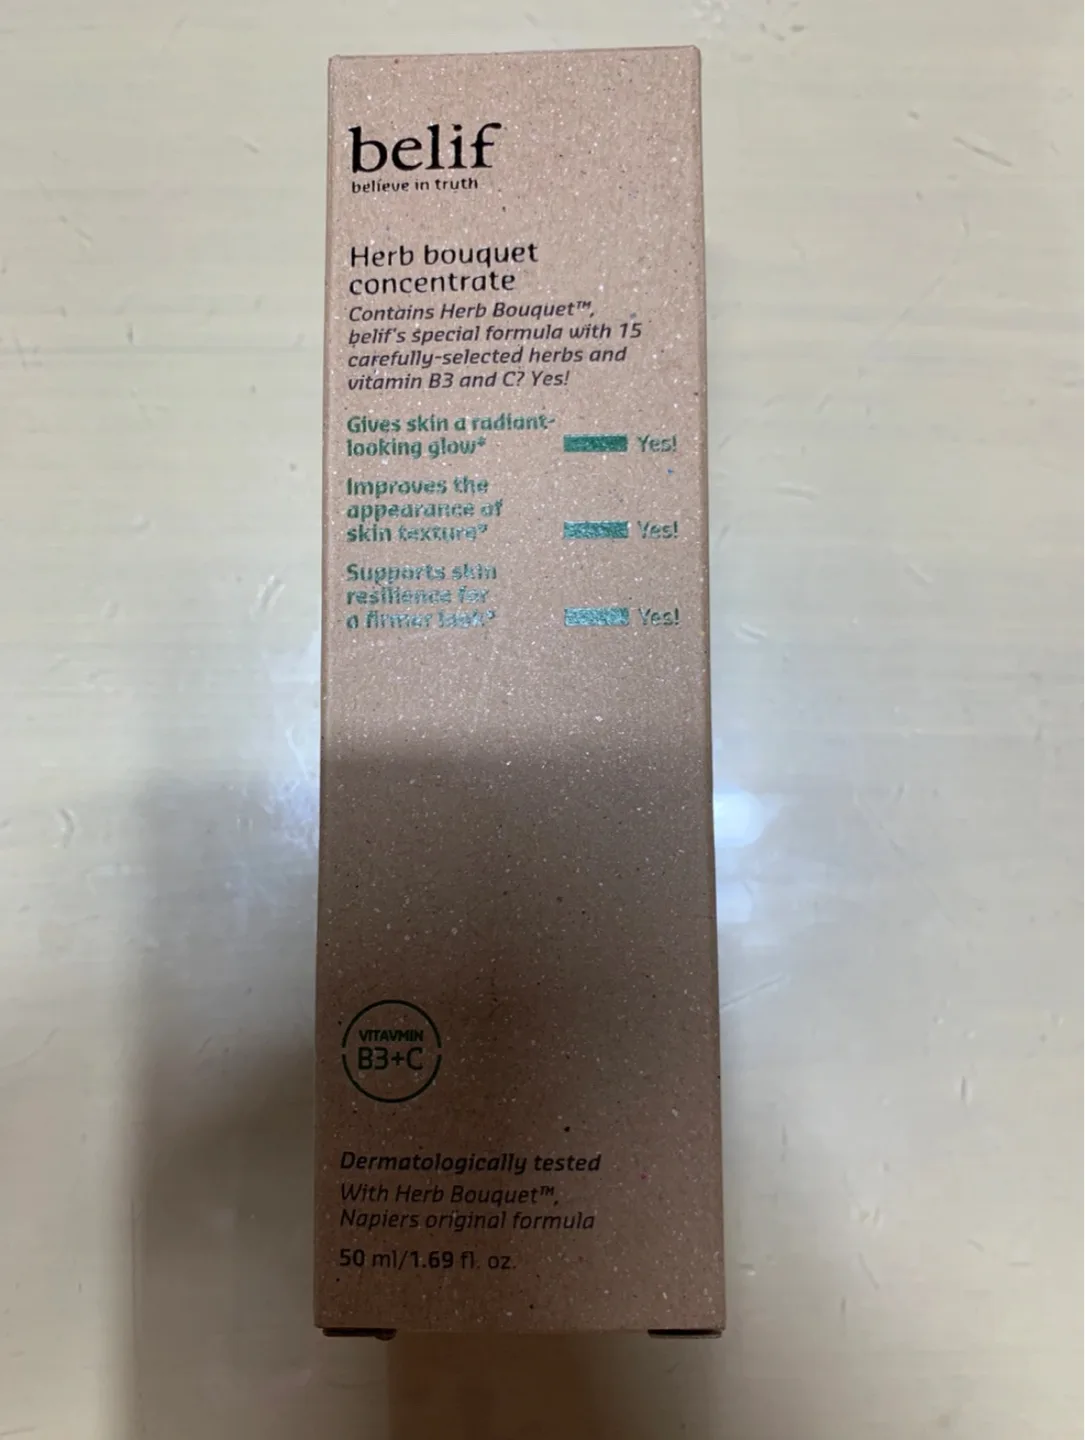 belif
believe in truth
Herb bouquet
concentrate
Contains Herb Bouquet™,
belif's special formula with 15
carefully-selected herbs and
vitamin B3 and C? Yes!
Gives skin a radiant-
looking glow* Yes!
Improves the
appearance of
skin texture* Yes!
Supports skin
resilience for
a firmer look* Yes!
VITAVMIN
B3+C
Dermatologically tested
With Herb Bouquet™,
Napiers original formula
50 ml/1.69 fl. oz.